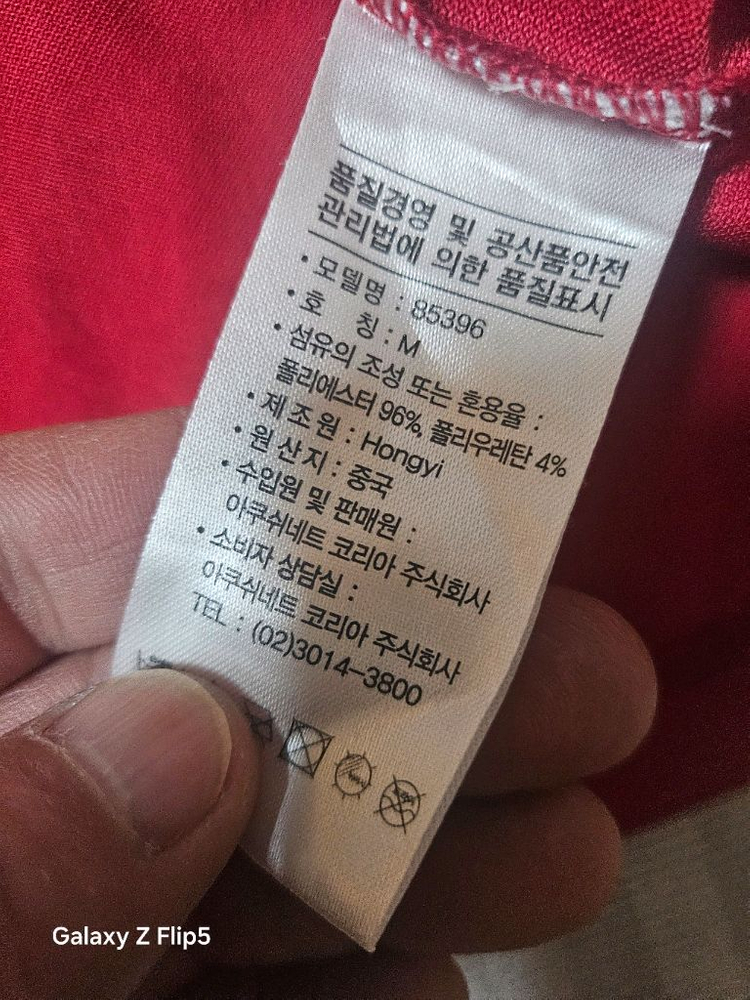 품질경영 및 공산품안전
관리법에 의한 품질표시
• 모델명 : 85396
• 호 칭 : M
• 섬유의 조성 또는 혼용율 :
폴리에스터 96%, 폴리우레탄 4%
• 제 조 원 : Hongyi
• 원 산 지 : 중국
• 수입원 및 판매원 :
아쿠쉬네트 코리아 주식회사
• 소비자 상담실 :
아쿠쉬네트 코리아 주식회사
TEL : (02)3014-3800
Galaxy Z Flip5